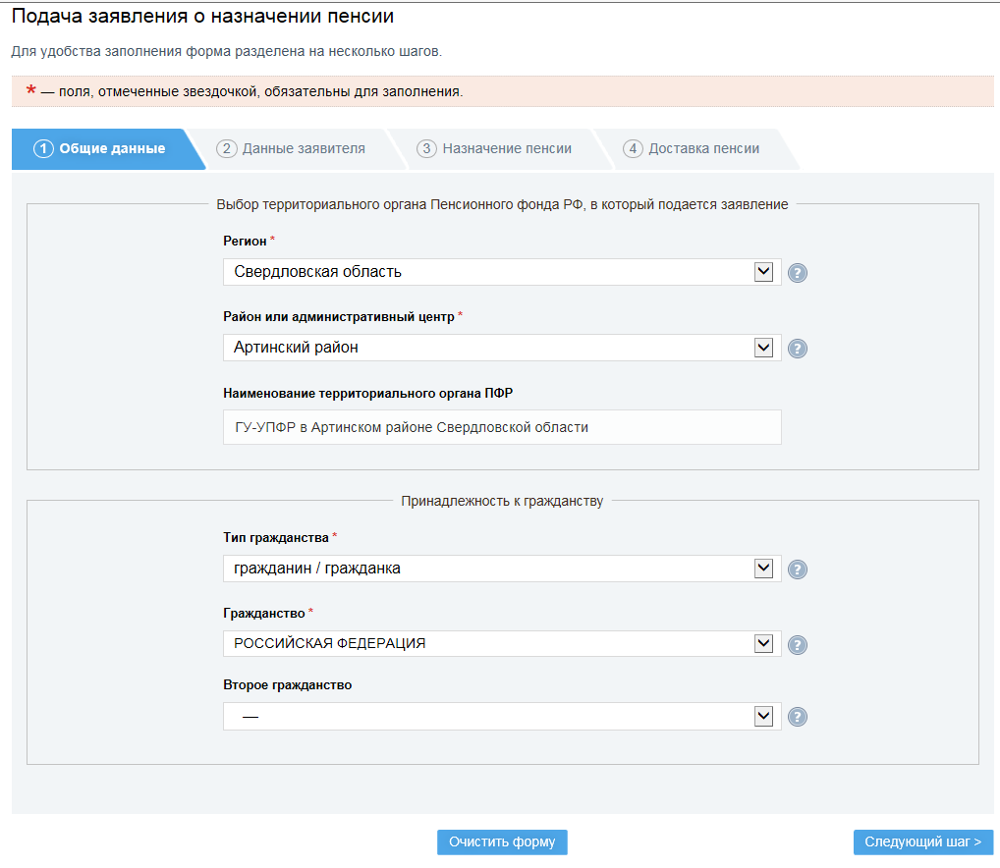 Подача заявления о назначении пенсии
Для удобства заполнения форма разделена на несколько шагов.
* — поля, отмеченные звездочкой, обязательны для заполнения.
1 Общие данные 2 Данные заявителя 3 Назначение пенсии 4 Доставка пенсии
Выбор территориального органа Пенсионного фонда РФ, в который подается заявление
Регион *
Свердловская область ?
Район или административный центр *
Артинский район ?
Наименование территориального органа ПФР
ГУ-УПФР в Артинском районе Свердловской области
Принадлежность к гражданству
Тип гражданства *
гражданин / гражданка ?
Гражданство *
РОССИЙСКАЯ ФЕДЕРАЦИЯ ?
Второе гражданство
— ?
Очистить форму Следующий шаг >